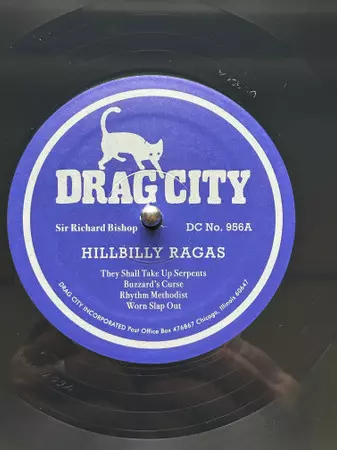 DRAG CITY
Sir Richard Bishop DC No. 956A
HILLBILLY RAGAS
They Shall Take Up Serpents
Buzzard's Curse
Rhythm Methodist
Worn Slap Out
DRAG CITY INCORPORATED Post Office Box 476867 Chicago, Illinois 60647